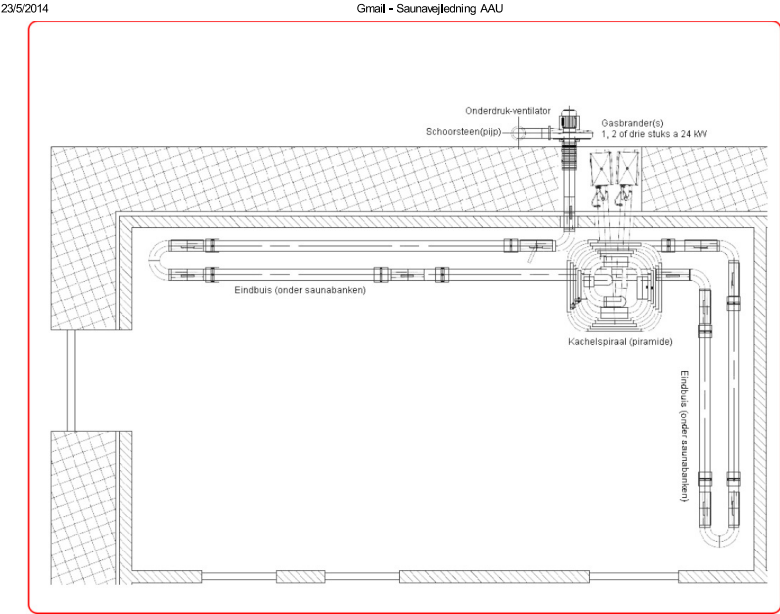 23/5/2014
Gmail - Saunavejledning AAU
Onderdruk-ventilator
Schoorsteen(pijp)
Gasbrander(s)
1, 2 of drie stuks a 24 kW
Eindbuis (onder saunabanken)
Kachelspiraal (piramide)
Eindbuis (onder saunabanken)